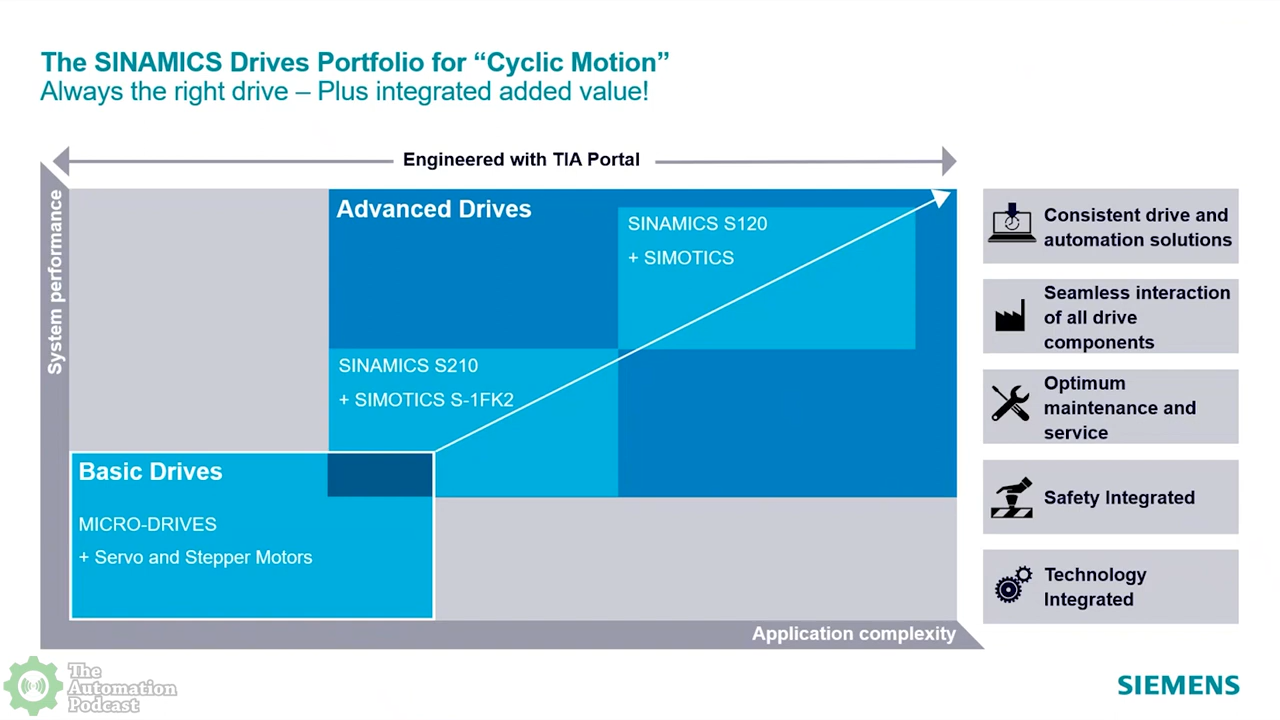 The SINAMICS Drives Portfolio for “Cyclic Motion”
Always the right drive – Plus integrated added value!
Engineered with TIA Portal
System performance
Advanced Drives
SINAMICS S120
+ SIMOTICS
SINAMICS S210
+ SIMOTICS S-1FK2
Basic Drives
MICRO-DRIVES
+ Servo and Stepper Motors
Application complexity
Consistent drive and
automation solutions
Seamless interaction
of all drive
components
Optimum
maintenance and
service
Safety Integrated
Technology
Integrated
The
Automation
Podcast
SIEMENS